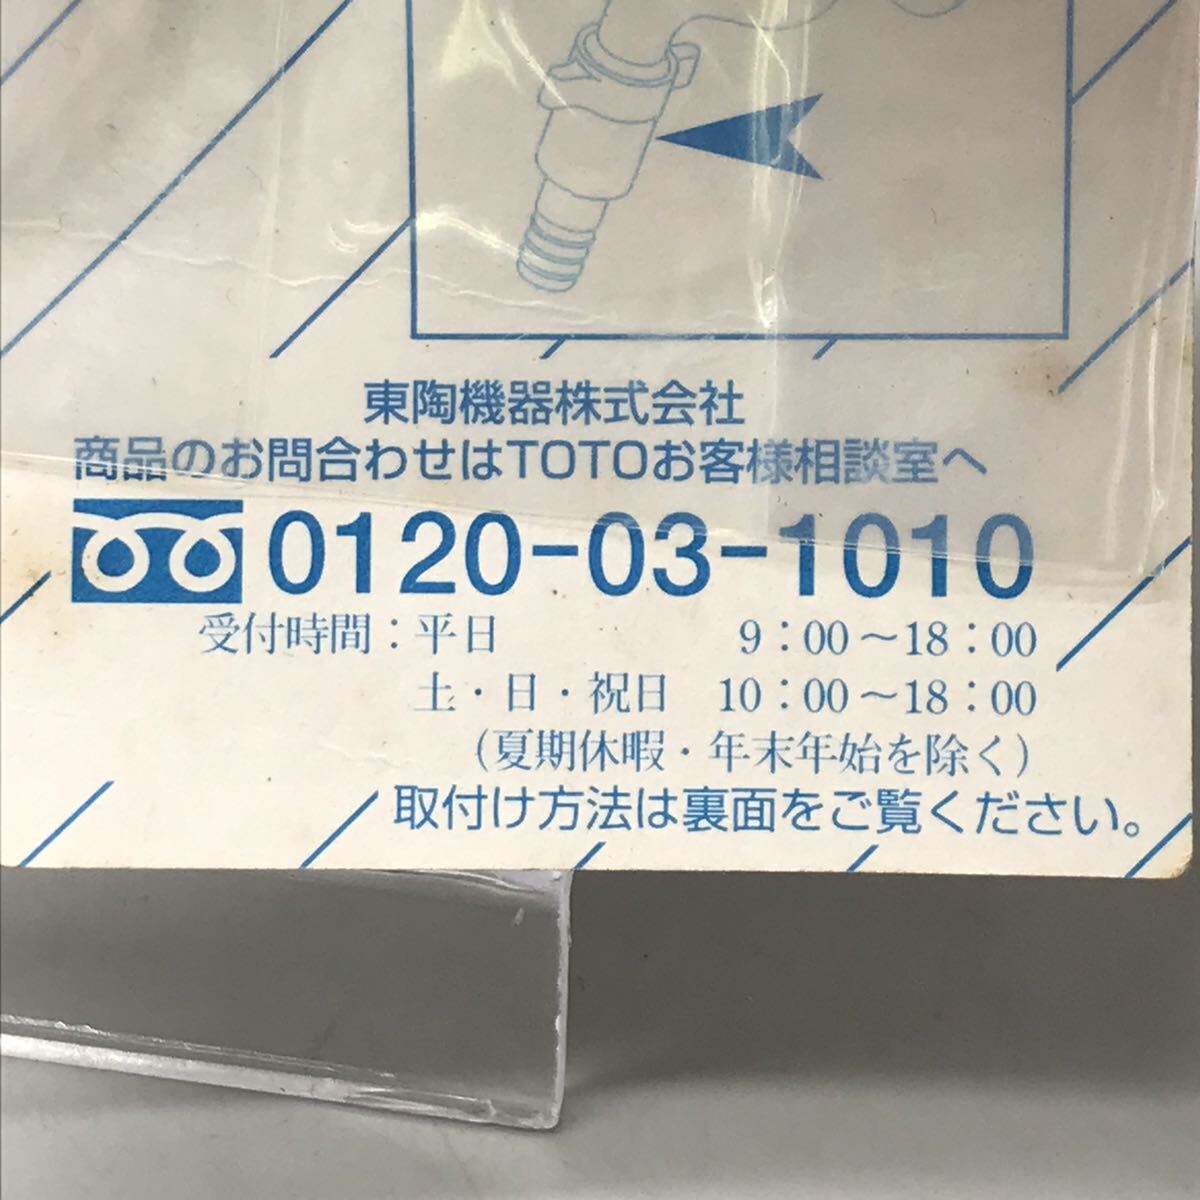 東陶機器株式会社
商品のお問合わせはTOTOお客様相談室へ
0120-03-1010
受付時間：平日 9：00～18：00
土・日・祝日 10：00～18：00
（夏期休暇・年末年始を除く）
取付け方法は裏面をご覧ください。